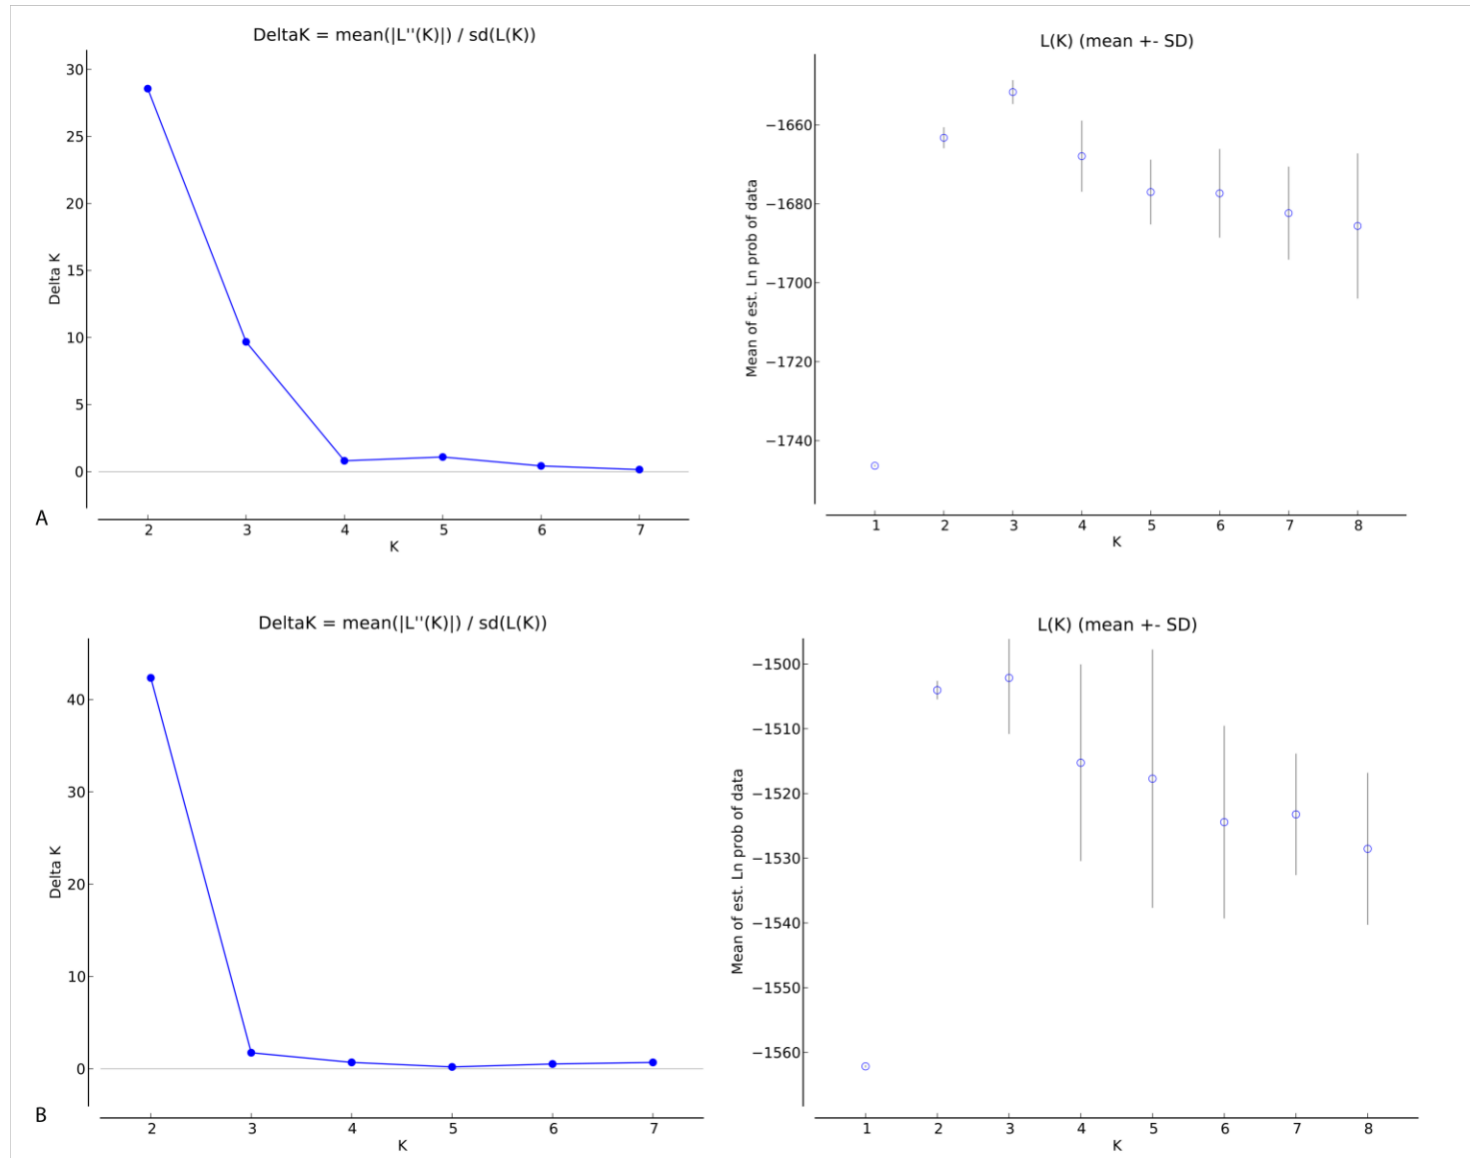 DeltaK = mean(|L''(K)|) / sd(L(K))
30
25
20
15
10
5
0
Delta K
2 3 4 5 6 7
K
A
L(K) (mean +- SD)
−1660
−1680
−1700
−1720
−1740
Mean of est. Ln prob of data
1 2 3 4 5 6 7 8
K
DeltaK = mean(|L''(K)|) / sd(L(K))
40
30
20
10
0
Delta K
2 3 4 5 6 7
K
B
L(K) (mean +- SD)
−1500
−1510
−1520
−1530
−1540
−1550
−1560
Mean of est. Ln prob of data
1 2 3 4 5 6 7 8
K